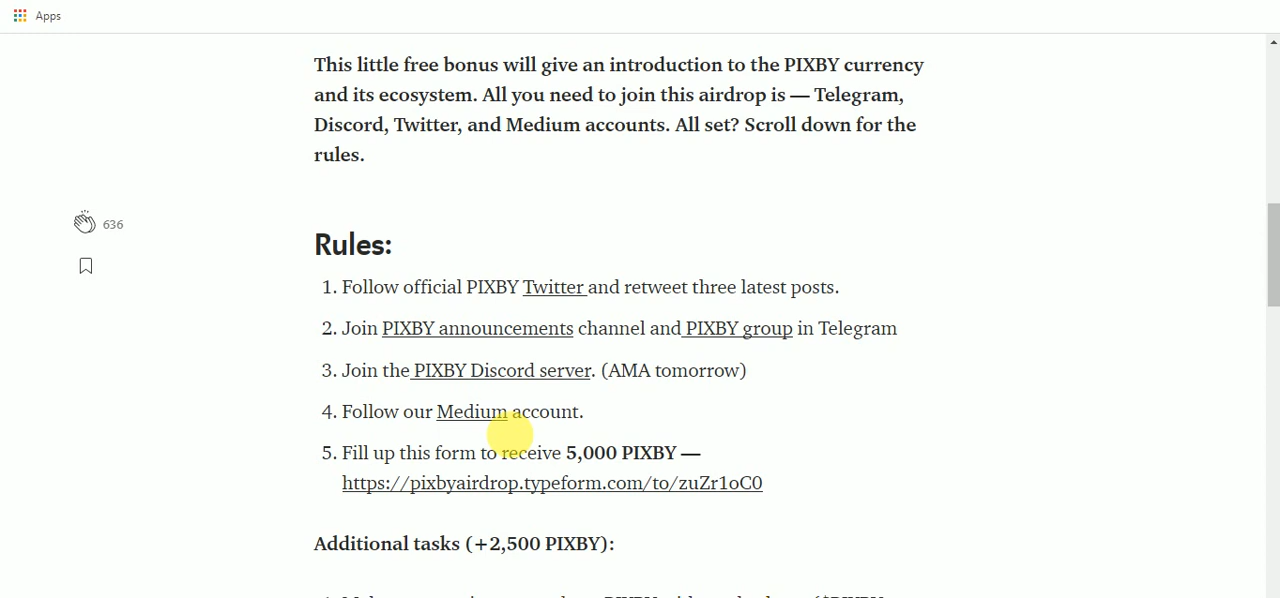 Apps
This little free bonus will give an introduction to the PIXBY currency
and its ecosystem. All you need to join this airdrop is — Telegram,
Discord, Twitter, and Medium accounts. All set? Scroll down for the
rules.
636
Rules:
1. Follow official PIXBY Twitter and retweet three latest posts.
2. Join PIXBY announcements channel and PIXBY group in Telegram
3. Join the PIXBY Discord server. (AMA tomorrow)
4. Follow our Medium account.
5. Fill up this form to receive 5,000 PIXBY —
https://pixbyairdrop.typeform.com/to/zuZr1oC0
Additional tasks (+2,500 PIXBY):